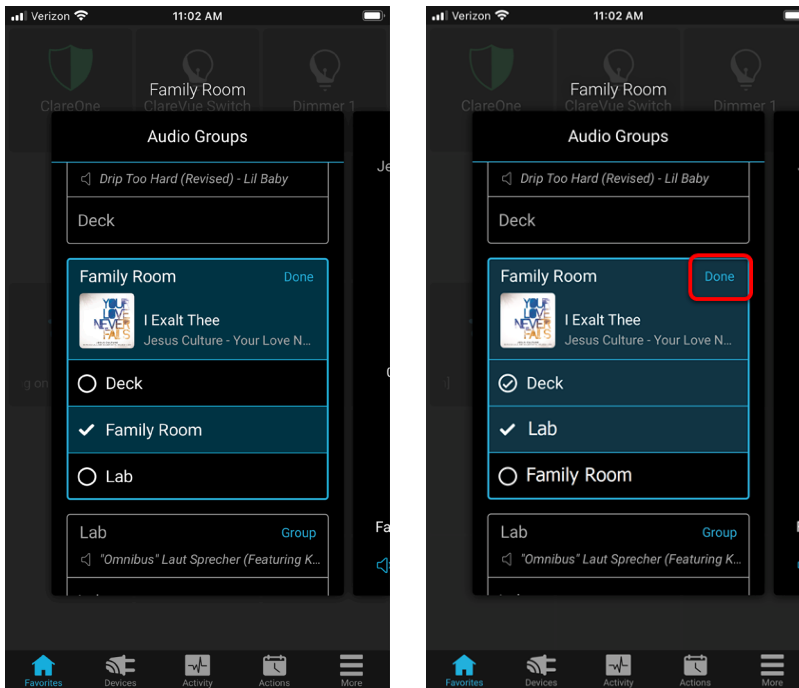 Verizon 11:02 AM
Family Room
ClareOne ClareVue Switch Dimmer 1
Audio Groups
Je
Drip Too Hard (Revised) - Lil Baby
Deck
Family Room Done
YOUR LOVE NEVER FAILS
I Exalt Thee
Jesus Culture - Your Love N...
g on
Deck
Family Room
Lab
Lab Group
Fa
"Omnibus" Laut Sprecher (Featuring K...
Favorites Devices Activity Actions More
Verizon 11:02 AM
Family Room
ClareOne ClareVue Switch Dimmer 1
Audio Groups
Drip Too Hard (Revised) - Lil Baby
Deck
Family Room Done
YOUR LOVE NEVER FAILS
I Exalt Thee
Jesus Culture - Your Love N...
Deck
Lab
Family Room
Lab Group
"Omnibus" Laut Sprecher (Featuring K...
Favorites Devices Activity Actions More